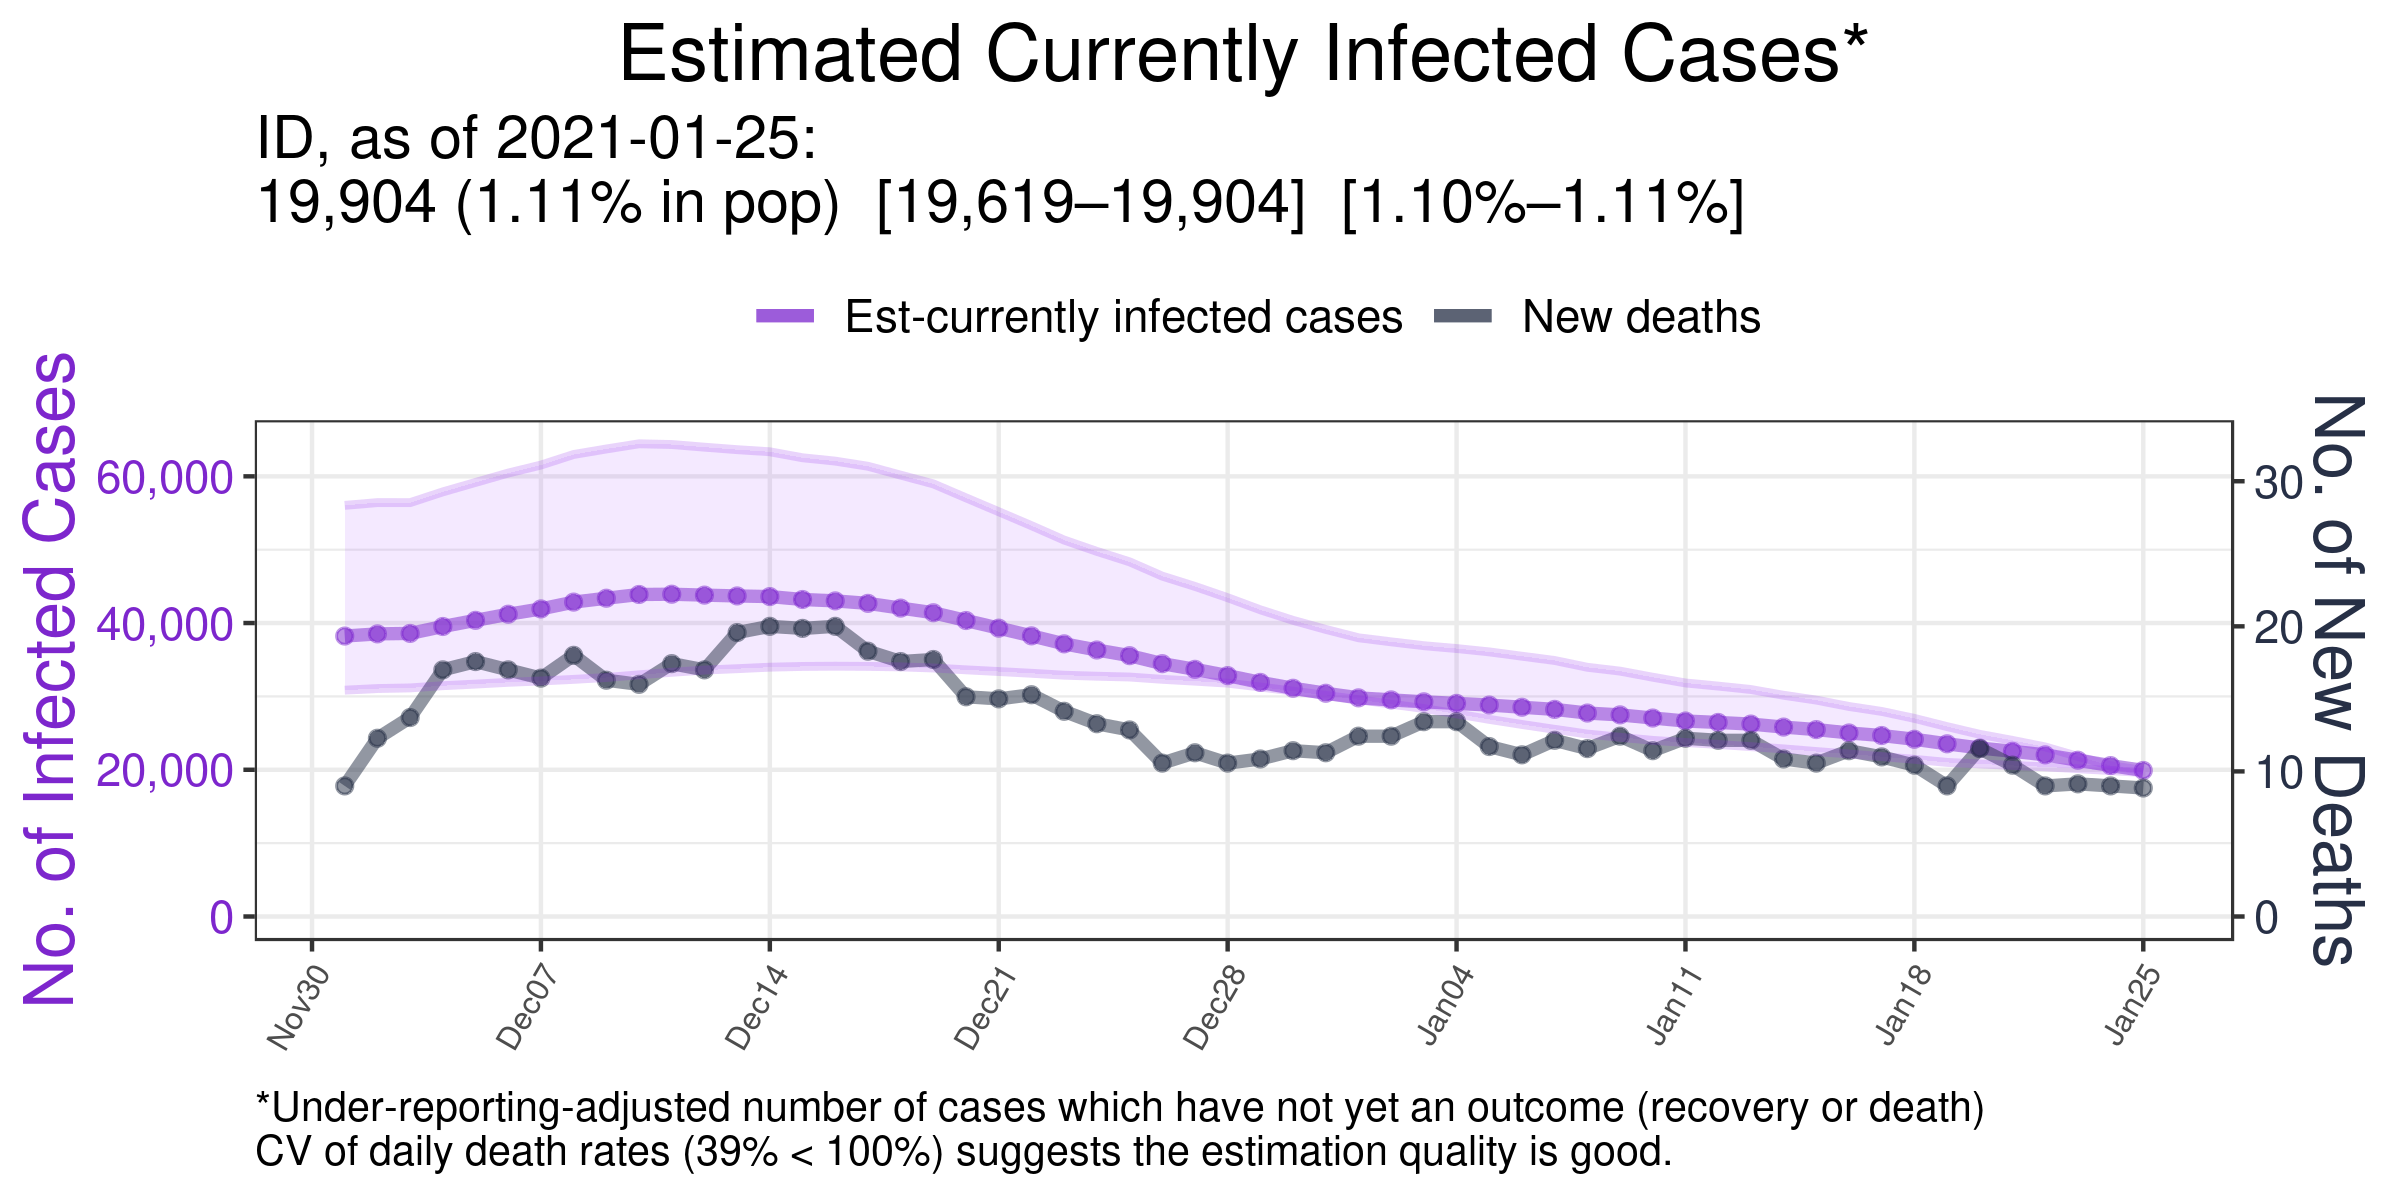 Estimated Currently Infected Cases*
ID, as of 2021-01-25:
19,904 (1.11% in pop)  [19,619–19,904]  [1.10%–1.11%]
Est-currently infected cases
New deaths
No. of Infected Cases
60,000
40,000
20,000
0
No. of New Deaths
30
20
10
0
Nov30
Dec07
Dec14
Dec21
Dec28
Jan04
Jan11
Jan18
Jan25
*Under-reporting-adjusted number of cases which have not yet an outcome (recovery or death)
CV of daily death rates (39% < 100%) suggests the estimation quality is good.